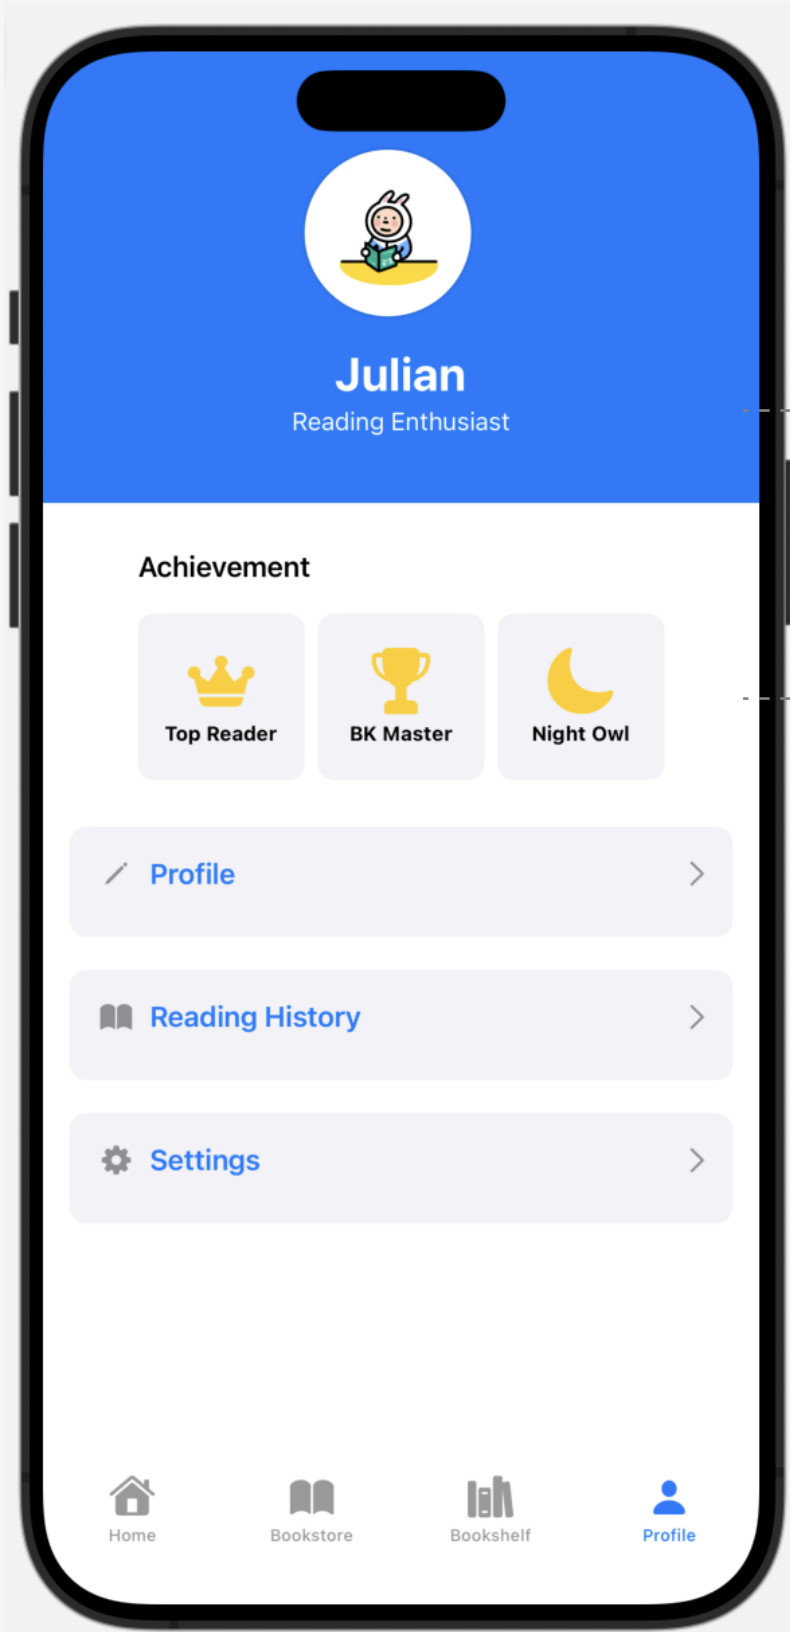 Julian
Reading Enthusiast
Achievement
Top Reader
BK Master
Night Owl
Profile
Reading History
Settings
Home
Bookstore
Bookshelf
Profile